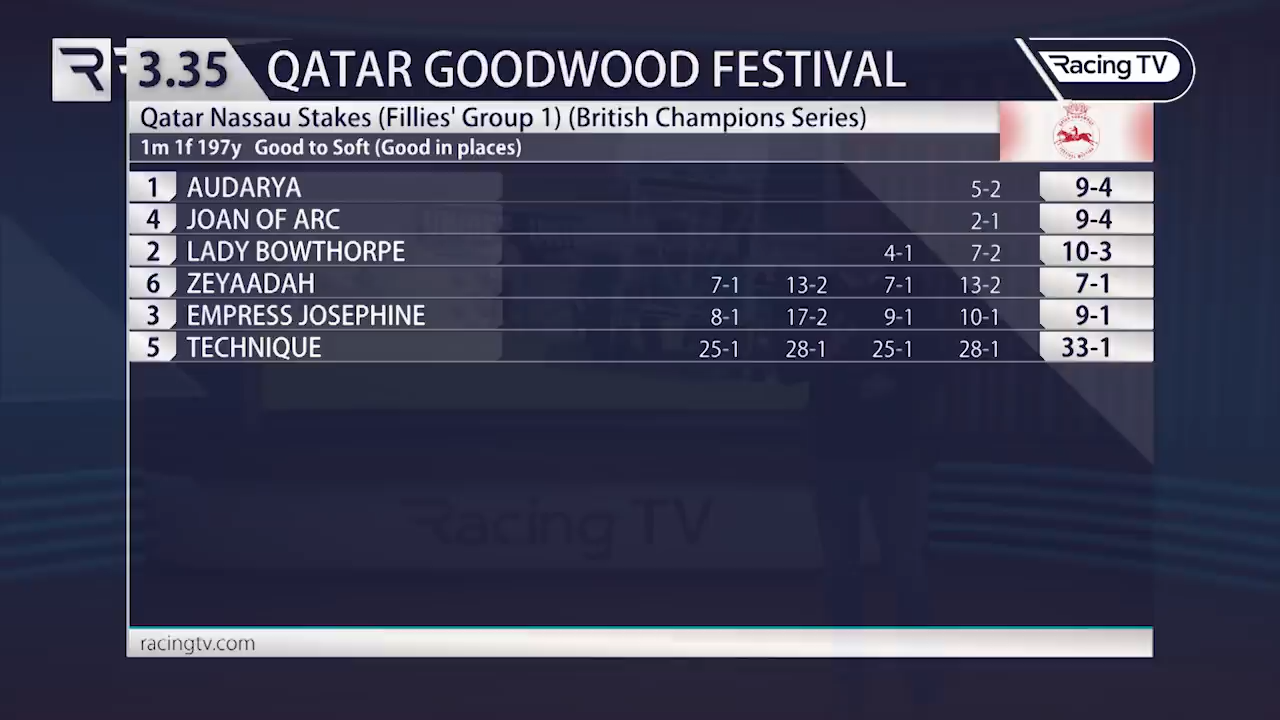 R 3.35 QATAR GOODWOOD FESTIVAL Racing TV
Qatar Nassau Stakes (Fillies' Group 1) (British Champions Series)
1m 1f 197y Good to Soft (Good in places)
1 AUDARYA 5-2 9-4
4 JOAN OF ARC 2-1 9-4
2 LADY BOWTHORPE 4-1 7-2 10-3
6 ZEYAADAH 7-1 13-2 7-1 13-2 7-1
3 EMPRESS JOSEPHINE 8-1 17-2 9-1 10-1 9-1
5 TECHNIQUE 25-1 28-1 25-1 28-1 33-1
Racing TV
racingtv.com